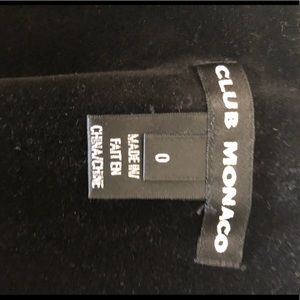 CLUB MONACO
0
MADE IN/
FAIT EN
CHINA/CHINE